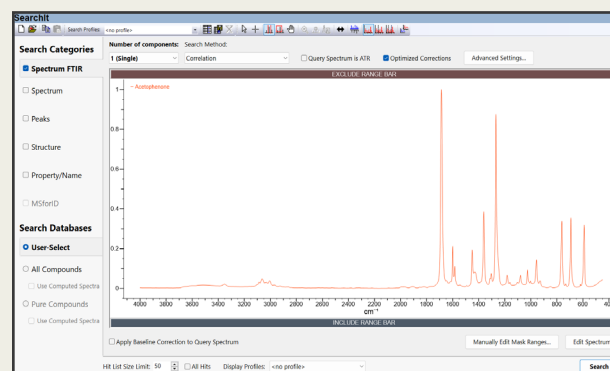 SearchIt
Search Profiles <no profile>
Search Categories
Number of components: Search Method:
1 (Single) Correlation Query Spectrum is ATR Optimized Corrections Advanced Settings...
Spectrum FTIR
EXCLUDE RANGE BAR
Acetophenone
Spectrum
Peaks
Structure
Property/Name
MSforID
Search Databases
User-Select
All Compounds
Use Computed Spectra
Pure Compounds
Use Computed Spectra
1
0.8
0.6
0.4
0.2
0
4000 3800 3600 3400 3200 3000 2800 2600 2400 2200 2000 1800 1600 1400 1200 1000 800 600
cm⁻¹
INCLUDE RANGE BAR
Apply Baseline Correction to Query Spectrum Manually Edit Mask Ranges... Edit Spectrum
Hit List Size Limit: 50 All Hits Display Profiles: <no profile> Search